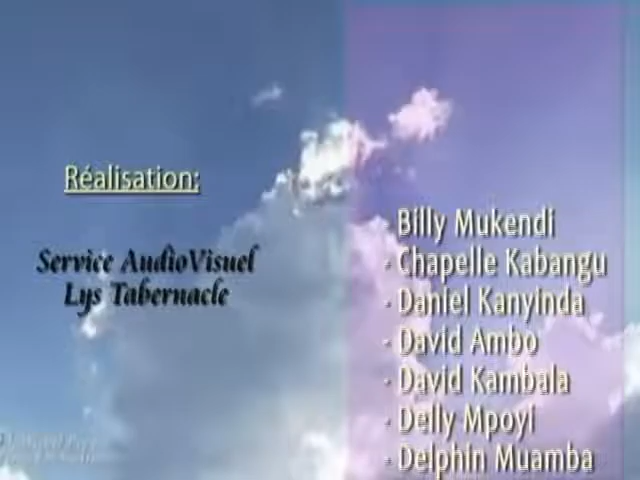 Réalisation:
Service AudioVisuel
Lys Tabernacle
Billy Mukendi
- Chapelle Kabangu
- Daniel Kanyinda
- David Ambo
- David Kambala
- Delly Mpoyi
- Delphin Muamba